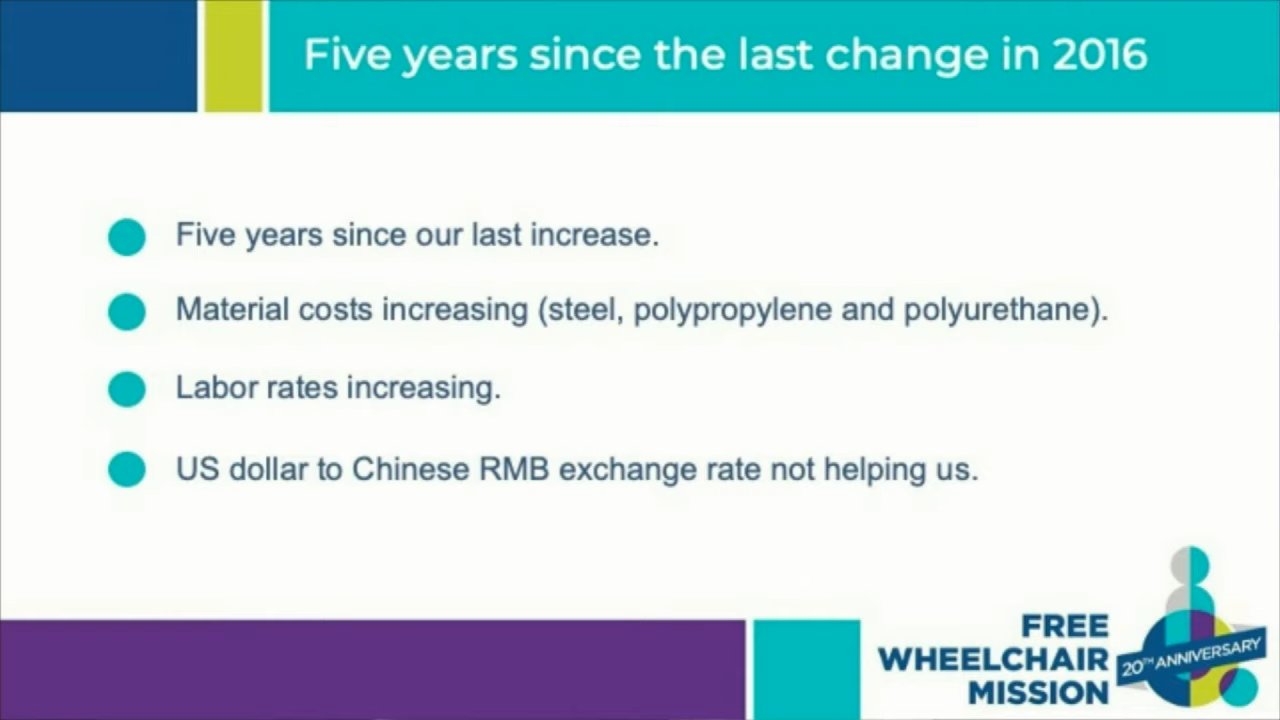 Five years since the last change in 2016
Five years since our last increase.
Material costs increasing (steel, polypropylene and polyurethane).
Labor rates increasing.
US dollar to Chinese RMB exchange rate not helping us.
FREE
WHEELCHAIR
MISSION
20TH ANNIVERSARY